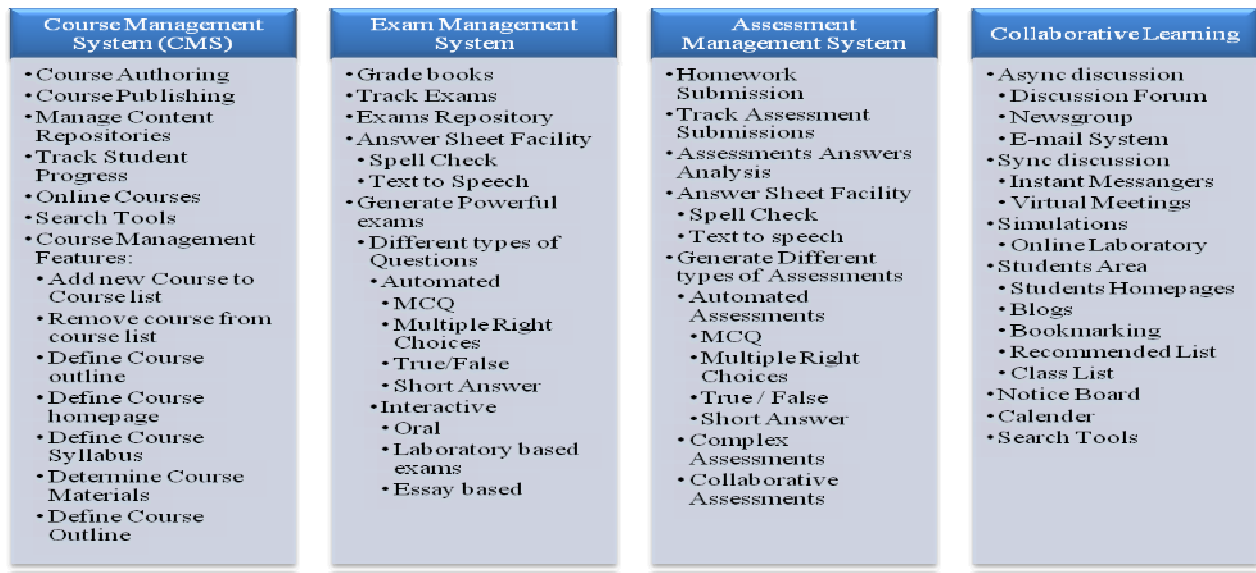 Course Management
System (CMS)
• Course Authoring
• Course Publishing
• Manage Content
Repositories
• Track Student
Progress
• Online Courses
• Search Tools
• Course Management
Features:
• Add new Course to
Course list
• Remove course from
course list
• Define Course
outline
• Define Course
homepage
• Define Course
Syllabus
• Determine Course
Materials
• Define Course
Outline
Exam Management
System
• Grade books
• Track Exams
• Exams Repository
• Answer Sheet Facility
• Spell Check
• Text to Speech
• Generate Powerful
exams
• Different types of
Questions
• Automated
• MCQ
• Multiple Right
Choices
• True/False
• Short Answer
• Interactive
• Oral
• Laboratory based
exams
• Essay based
Assessment
Management System
• Homework
Submission
• Track Assessment
Submissions
• Assessments Answers
Analysis
• Answer Sheet Facility
• Spell Check
• Text to speech
• Generate Different
types of Assessments
• Automated
Assessments
• MCQ
• Multiple Right
Choices
• True / False
• Short Answer
• Complex
Assessments
• Collaborative
Assessments
Collaborative Learning
• Async discussion
• Discussion Forum
• Newsgroup
• E-mail System
• Sync discussion
• Instant Messangers
• Virtual Meetings
• Simulations
• Online Laboratory
• Students Area
• Students Homepages
• Blogs
• Bookmarking
• Recommended List
• Class List
• Notice Board
• Calender
• Search Tools